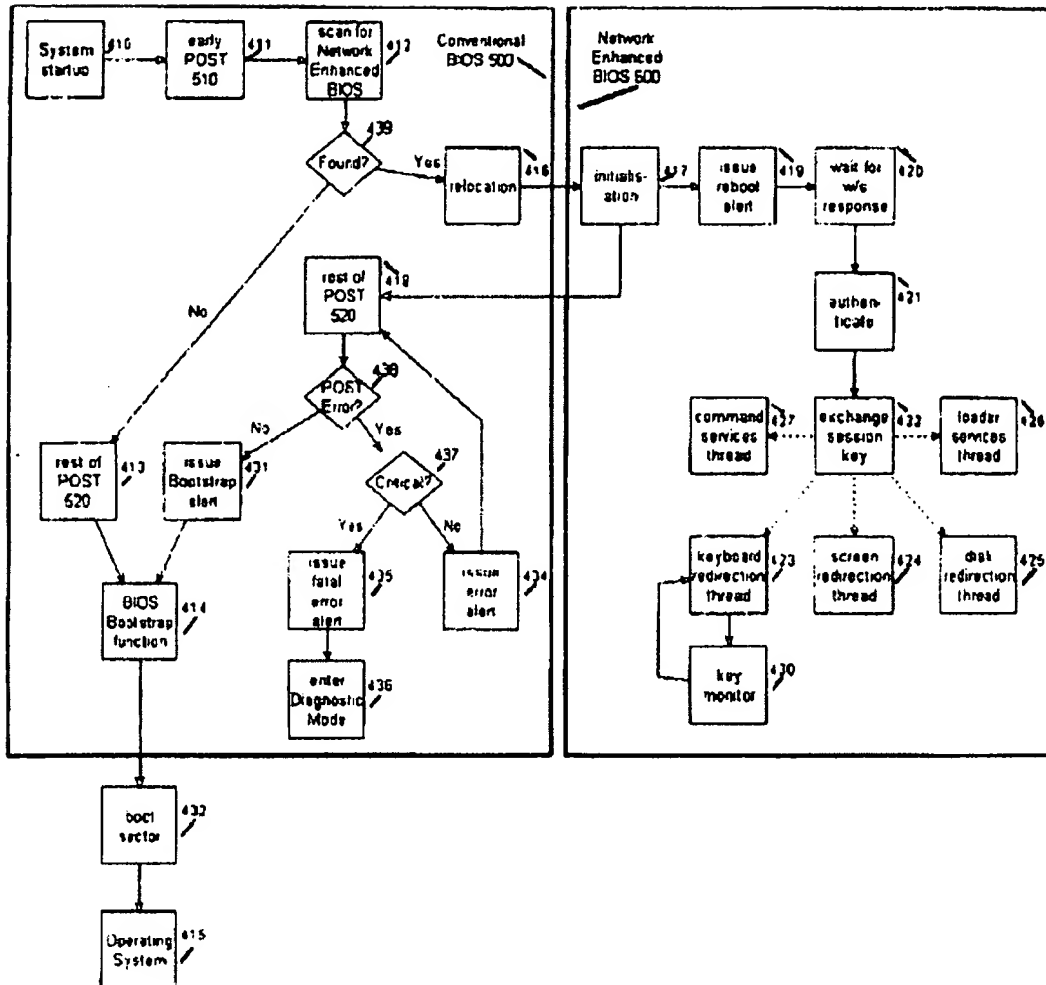 System
startup
410
early
POST
510
411
scan for
Network
Enhanced
BIOS
412
Conventional
BIOS 500
Network
Enhanced
BIOS 600
439
Found?
Yes
relocation
416
initialis-
ation
417
issue
reboot
alert
419
wait for
w/s
response
420
No
rest of
POST
520
418
authen-
ticate
421
POST
Error?
438
No
Yes
command
services
thread
427
exchange
session
key
422
loader
services
thread
426
rest of
POST
520
413
issue
Bootstrap
alert
431
Critical?
437
Yes
No
BIOS
Bootstrap
function
414
issue
fatal
error
alert
435
issue
error
alert
434
keyboard
redirection
thread
423
screen
redirection
thread
424
disk
redirection
thread
425
enter
Diagnostic
Mode
436
key
monitor
430
boot
sector
432
Operating
System
415